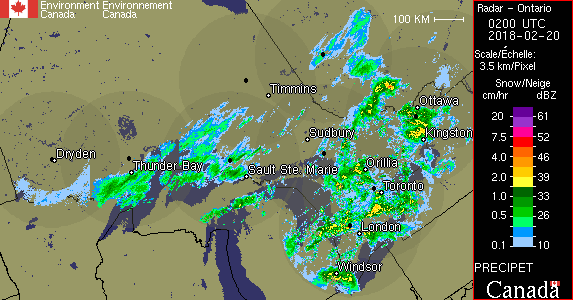 Environment Environnement
Canada Canada
100 KM
Timmins
Ottawa
Kingston
Sudbury
Dryden
Thunder Bay
Sault Ste. Marie
Orillia
Toronto
London
Windsor
Radar - Ontario
0200 UTC
2018-02-20
Scale/Échelle:
3.5 km/Pixel
Snow/Neige
cm/hr dBZ
20 61
7.5 57
5.5 52
4.0 46
2.0 39
1.0 33
0.5 26
0.1 10
PRECIPET
Canada